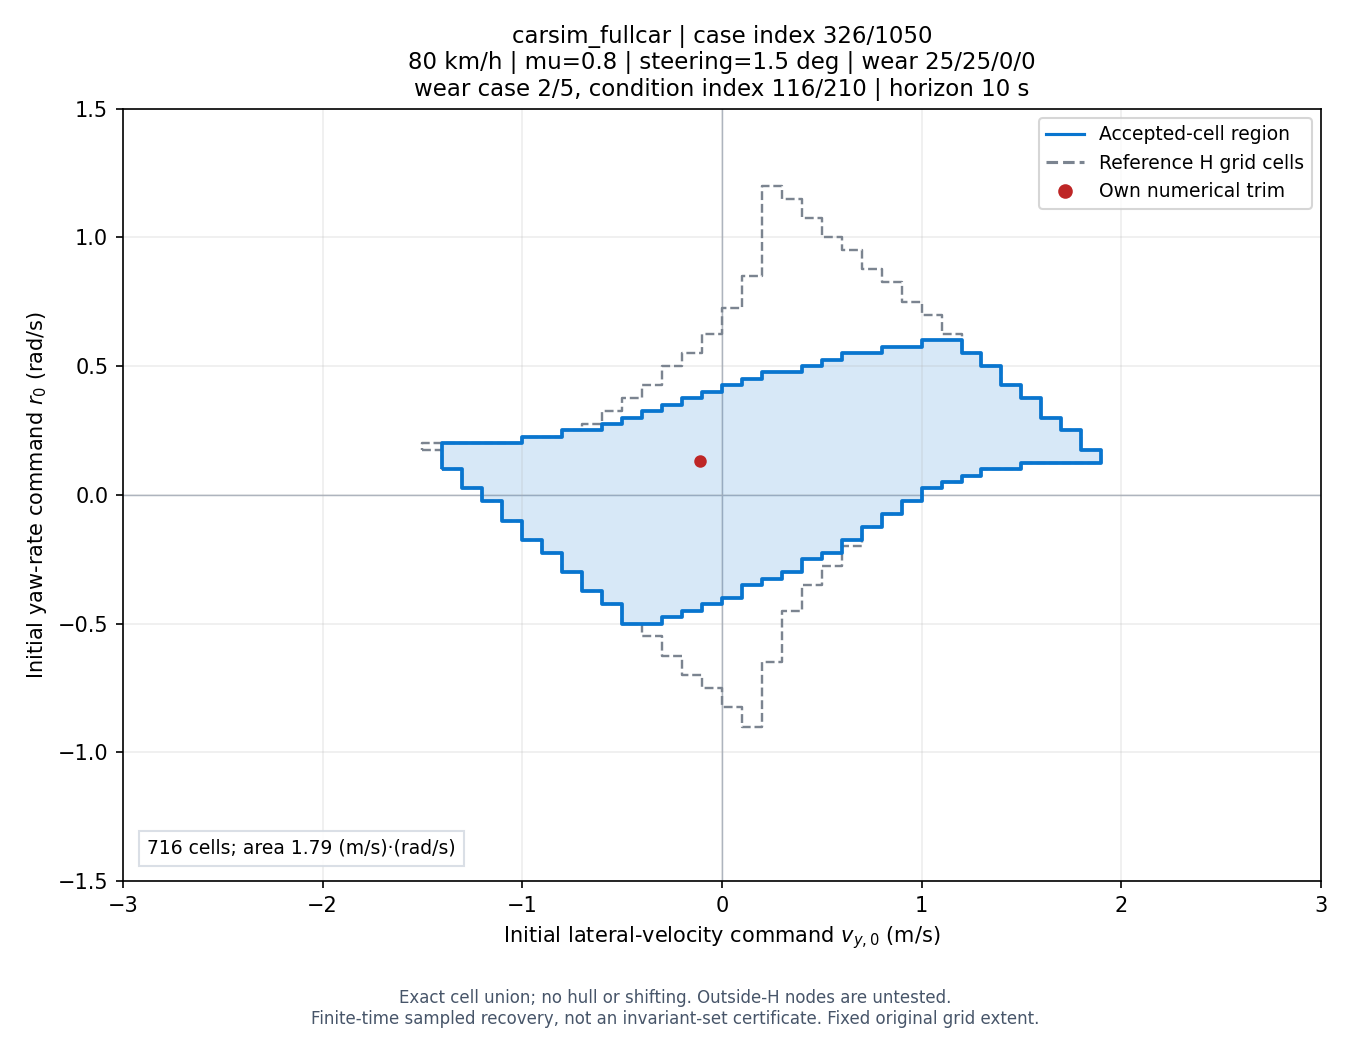 carsim_fullcar | case index 326/1050
80 km/h | mu=0.8 | steering=1.5 deg | wear 25/25/0/0
wear case 2/5, condition index 116/210 | horizon 10 s
Accepted-cell region
Reference H grid cells
Own numerical trim
1.5
1.0
0.5
0.0
−0.5
−1.0
−1.5
Initial yaw-rate command r₀ (rad/s)
716 cells; area 1.79 (m/s)·(rad/s)
−3 −2 −1 0 1 2 3
Initial lateral-velocity command v_{y,0} (m/s)
Exact cell union; no hull or shifting. Outside-H nodes are untested.
Finite-time sampled recovery, not an invariant-set certificate. Fixed original grid extent.